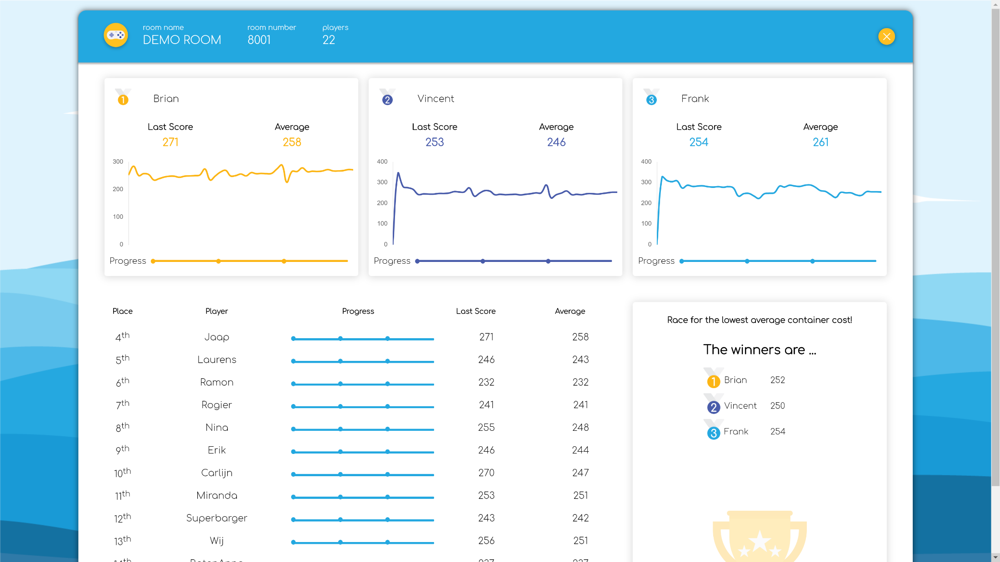 room name
DEMO ROOM
room number
8001
players
22
1 Brian
Last Score Average
271 258
300
200
100
0
Progress
2 Vincent
Last Score Average
253 246
400
300
200
100
0
Progress
3 Frank
Last Score Average
254 261
400
300
200
100
0
Progress
Place Player Progress Last Score Average
4th Jaap 271 258
5th Laurens 246 243
6th Ramon 232 232
7th Rogier 241 241
8th Nina 255 248
9th Erik 246 244
10th Carlijn 270 247
11th Miranda 253 251
12th Superbarger 243 242
13th Wij 256 251
Race for the lowest average container cost!
The winners are ...
1 Brian 252
2 Vincent 250
3 Frank 254